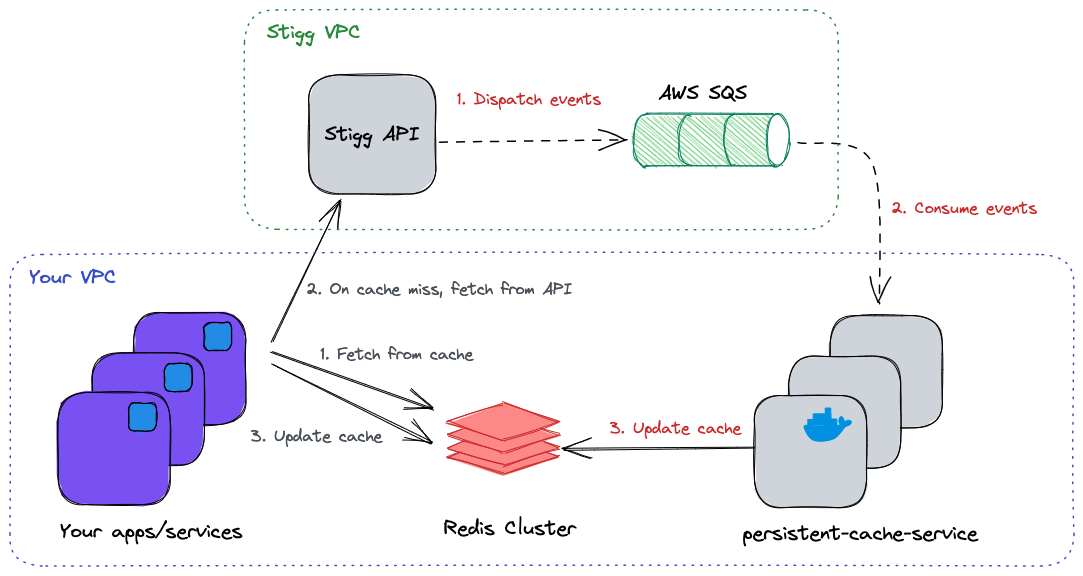 Stigg VPC
AWS SQS
1. Dispatch events
Stigg API
2. Consume events
Your VPC
2. On cache miss, fetch from API
1. Fetch from cache
3. Update cache
3. Update cache
Your apps/services
Redis Cluster
persistent-cache-service